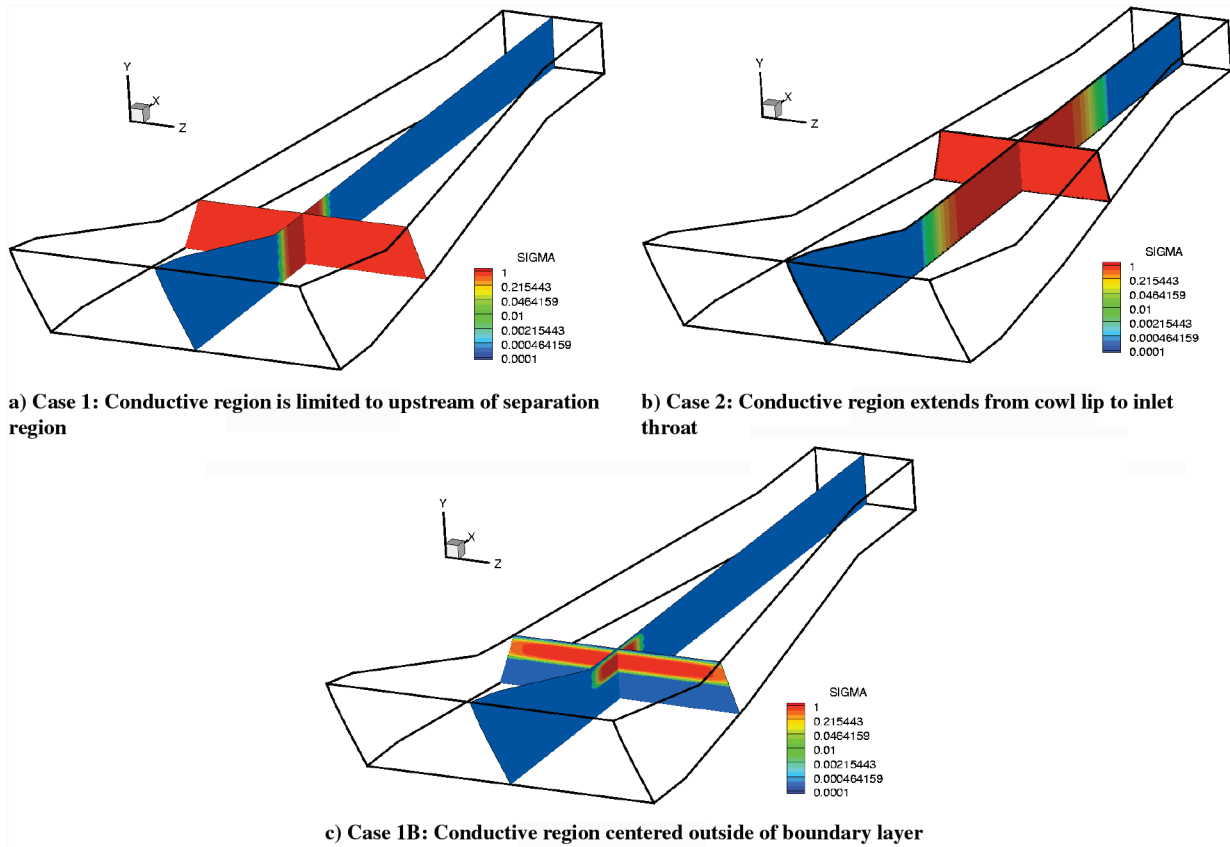 Y
X
Z
SIGMA
1
0.215443
0.0464159
0.01
0.00215443
0.000464159
0.0001
a) Case 1: Conductive region is limited to upstream of separation
region
Y
X
Z
SIGMA
1
0.215443
0.0464159
0.01
0.00215443
0.000464159
0.0001
b) Case 2: Conductive region extends from cowl lip to inlet
throat
Y
X
Z
SIGMA
1
0.215443
0.0464159
0.01
0.00215443
0.000464159
0.0001
c) Case 1B: Conductive region centered outside of boundary layer